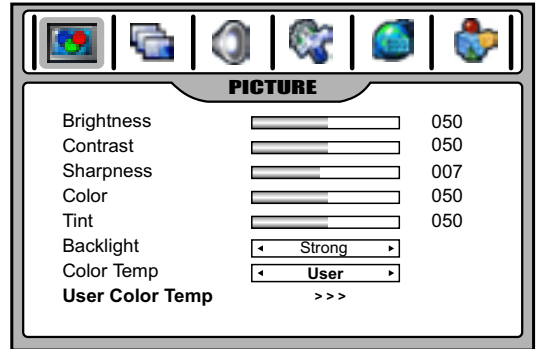 PICTURE
Brightness 050
Contrast 050
Sharpness 007
Color 050
Tint 050
Backlight Strong
Color Temp User
User Color Temp >>>